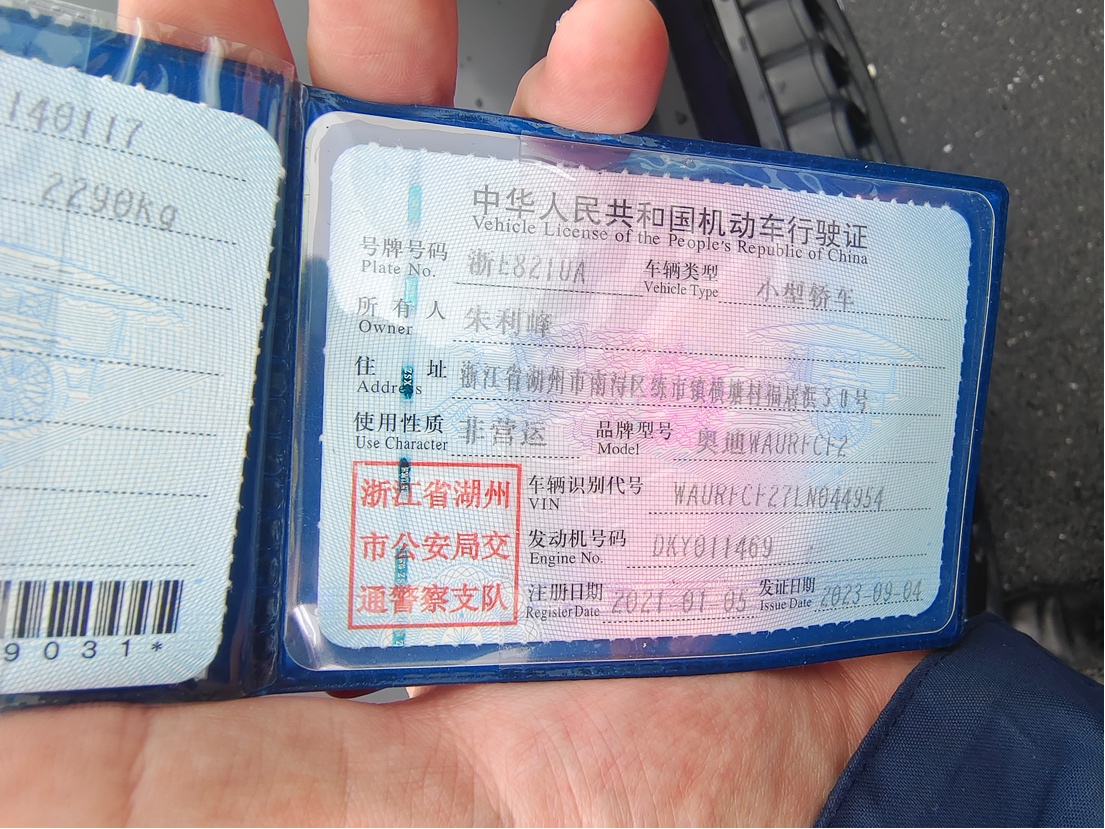 140117
2290kg
9031*
中华人民共和国机动车行驶证
Vehicle License of the People's Republic of China
号牌号码 浙E821UA 车辆类型 小型轿车
Plate No. Vehicle Type
所有人 朱利峰
Owner
住址 浙江省湖州市南浔区练市镇横塘村福居浜30号
Address
使用性质 非营运 品牌型号 奥迪WAURFCF2
Use Character Model
浙江省湖州
市公安局交
通警察支队
车辆识别代号 WAURFCF27LN044954
VIN
发动机号码 DKY011469
Engine No.
注册日期 2021-01-05 发证日期 2023-09-04
Register Date Issue Date